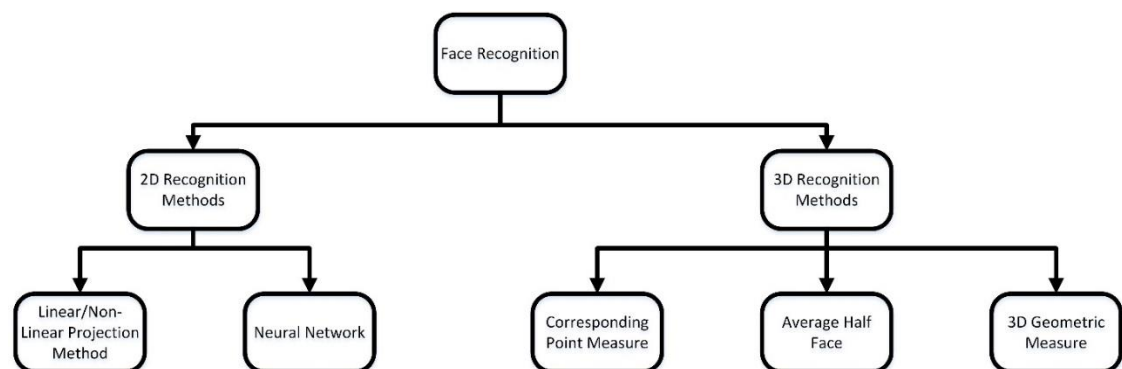 Face Recognition
2D Recognition
Methods
3D Recognition
Methods
Linear/Non-
Linear Projection
Method
Neural Network
Corresponding
Point Measure
Average Half
Face
3D Geometric
Measure